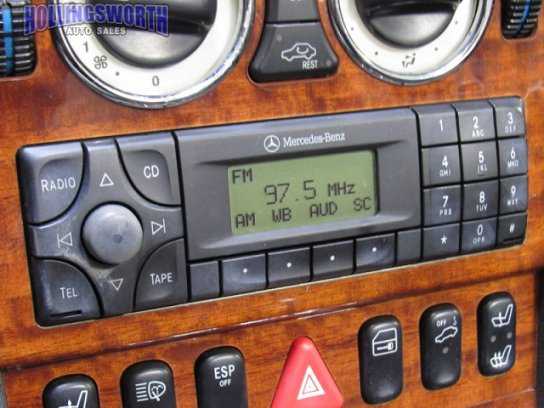 HOLLINGSWORTH
AUTO SALES
0
REST
Mercedes-Benz
RADIO
CD
TEL
TAPE
FM
97.5 MHz
AM WB AUD SC
1
2
ABC
3
DEF
4
GHI
5
JKL
6
MNO
7
PRS
8
TUV
9
WXY
*
0
OPR
#
ESP
OFF
OFF